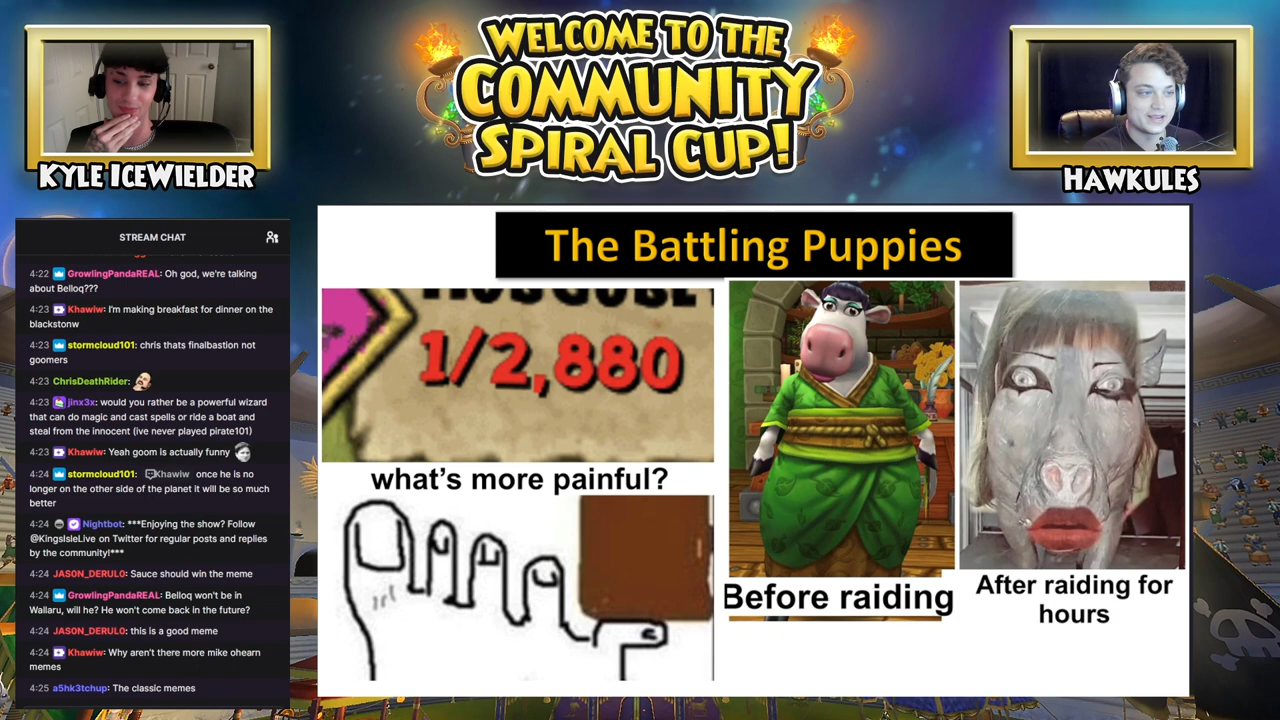 WELCOME TO THE
COMMUNITY
SPIRAL CUP!
KYLE ICEWIELDER
HAWKULES
STREAM CHAT
4:22 GrowlingPandaREAL: Oh god, we're talking
about Belloq???
4:23 Khawiw: I'm making breakfast for dinner on the
blackstonw
4:23 stormcloud101: chris thats finalbastion not
goomers
4:23 ChrisDeathRider:
4:23 jinx3x: would you rather be a powerful wizard
that can do magic and cast spells or ride a boat and
steal from the innocent (ive never played pirate101)
4:23 Khawiw: Yeah goom is actually funny
4:24 stormcloud101: Khawiw once he is no
longer on the other side of the planet it will be so much
better
4:24 Nightbot: ***Enjoying the show? Follow
@KingsIsleLive on Twitter for regular posts and replies
by the community!***
4:24 JAS0N_DERUL0: Sauce should win the meme
4:24 GrowlingPandaREAL: Belloq won't be in
Wallaru, will he? He won't come back in the future?
4:24 JAS0N_DERUL0: this is a good meme
4:24 Khawiw: Why aren't there more mike ohearn
memes
4:25 a5hk3tchup: The classic memes
The Battling Puppies
1/2,880
what's more painful?
Before raiding
After raiding for
hours